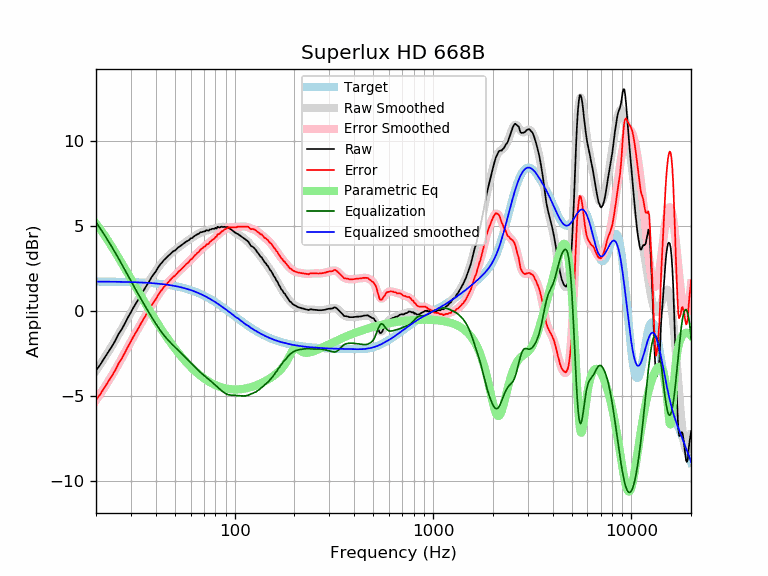 Superlux HD 668B
Target
Raw Smoothed
Error Smoothed
Raw
Error
Parametric Eq
Equalization
Equalized smoothed
Amplitude (dBr)
10
5
0
−5
−10
100 1000 10000
Frequency (Hz)